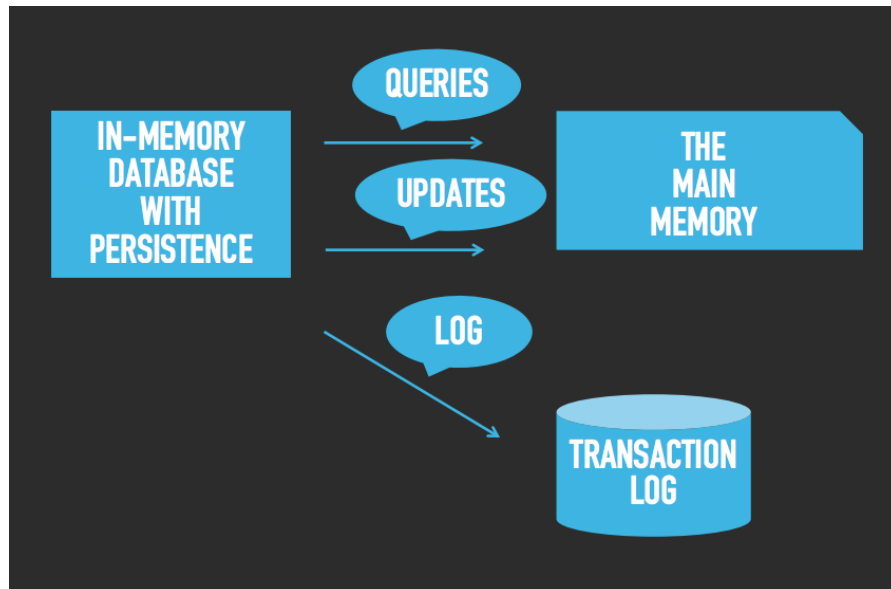 QUERIES
IN-MEMORY
DATABASE
WITH
PERSISTENCE
THE
MAIN
MEMORY
UPDATES
LOG
TRANSACTION
LOG